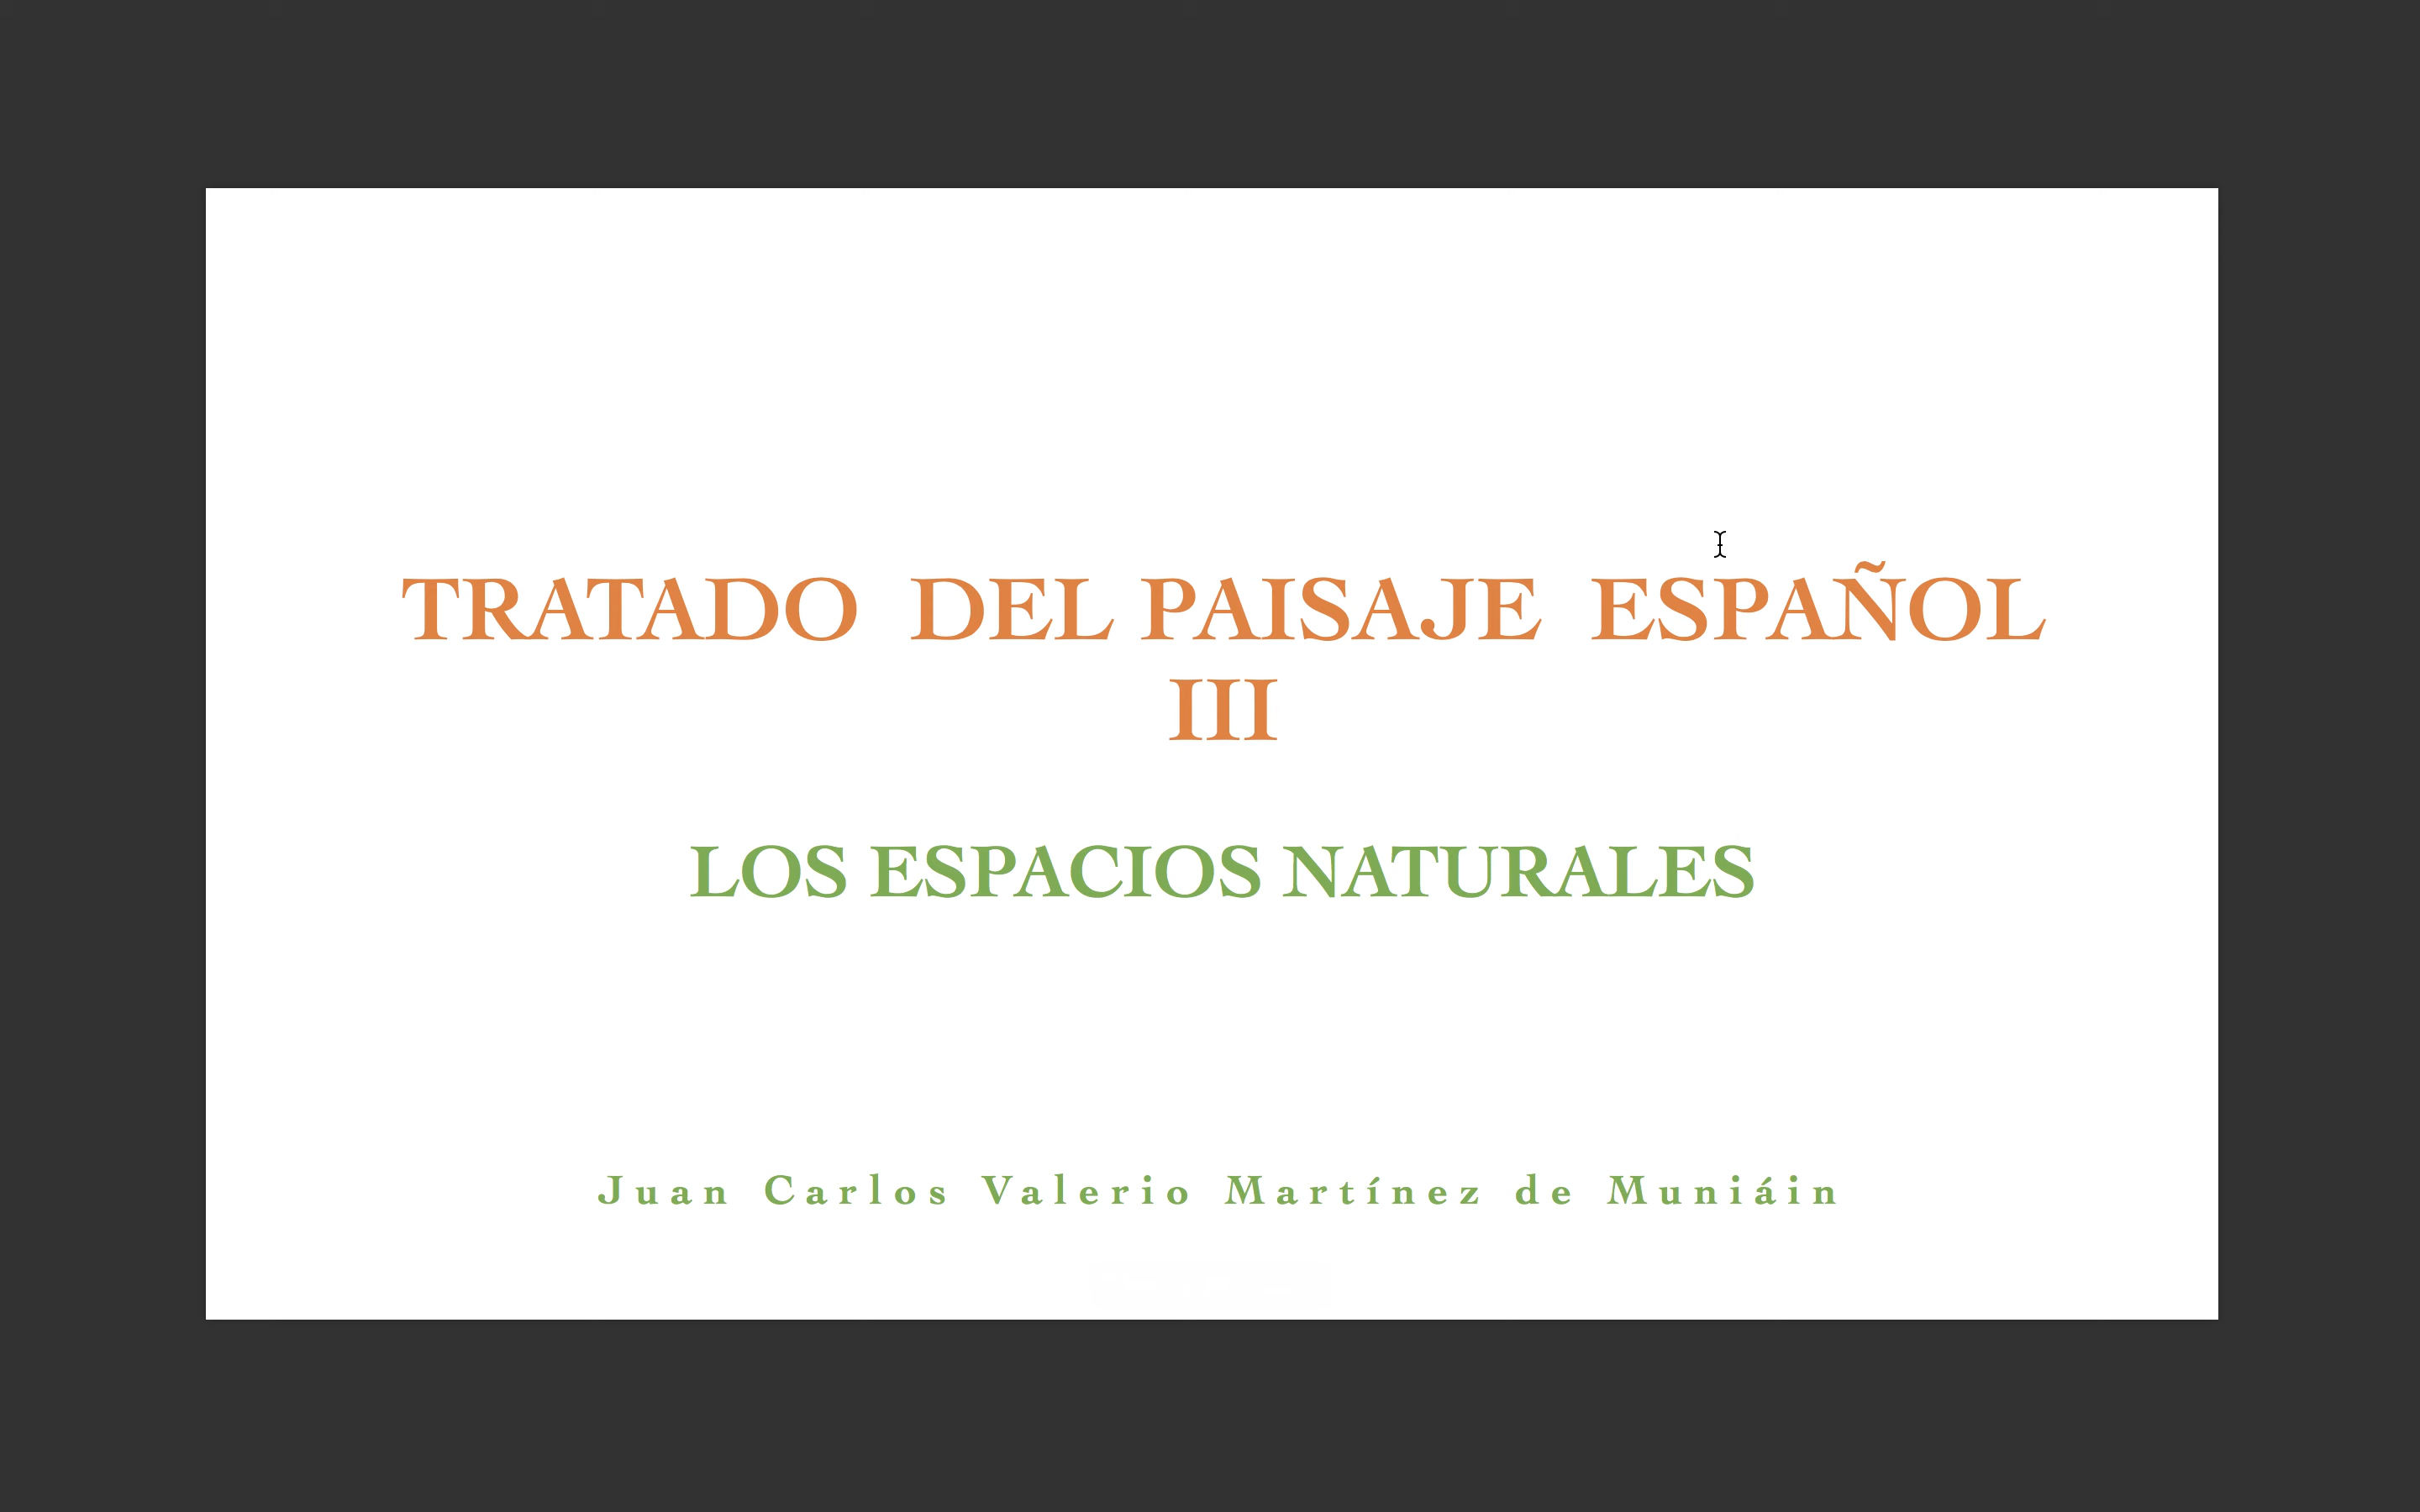 TRATADO DEL PAISAJE ESPAÑOL
III
LOS ESPACIOS NATURALES
Juan Carlos Valerio Martínez de Muniáin